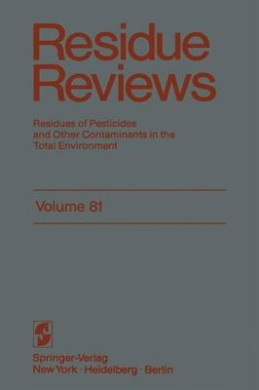 Residue
Reviews
Residues of Pesticides
and Other Contaminants in the
Total Environment
Volume 81
Springer-Verlag
New York · Heidelberg · Berlin